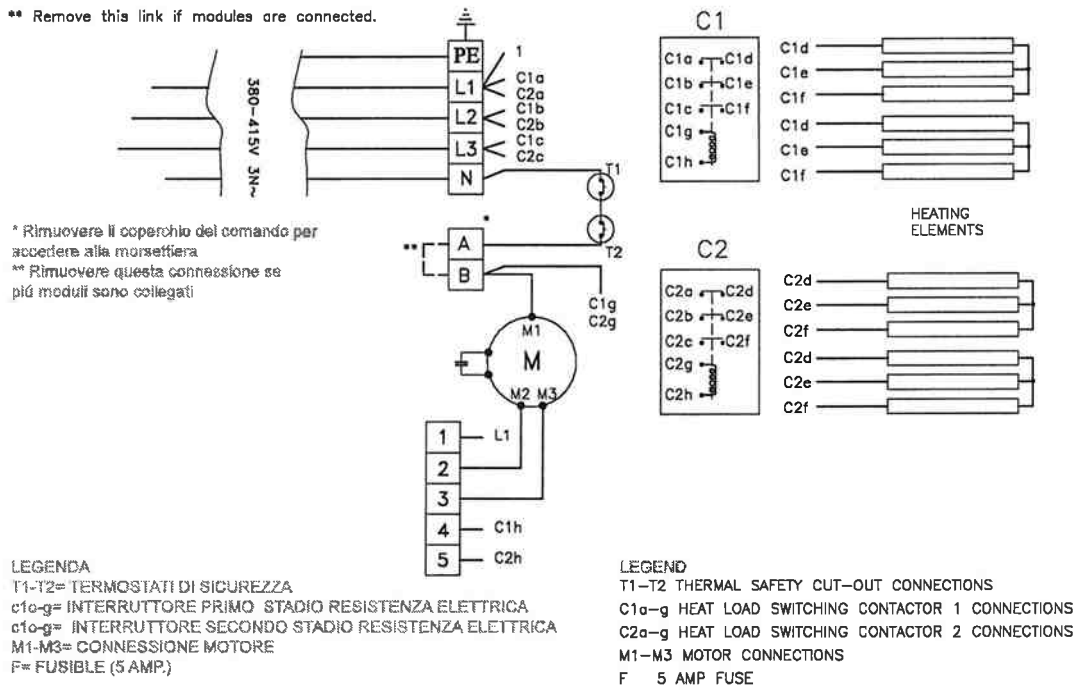 ** Remove this link if modules are connected.
PE
1
L1
C1a
C2a
L2
C1b
C2b
L3
C1c
C2c
N
380-415V 3N~
T1
T2
* Rimuovere il coperchio del comando per
accedere alla morsettiera
** Rimuovere questa connessione se
più moduli sono collegati
*
**
A
B
C1g
C2g
M1
M
M2 M3
1 L1
2
3
4 C1h
5 C2h
C1
C1a C1d
C1b C1e
C1c C1f
C1g
C1h
C1d
C1e
C1f
C1d
C1e
C1f
HEATING
ELEMENTS
C2
C2a C2d
C2b C2e
C2c C2f
C2g
C2h
C2d
C2e
C2f
C2d
C2e
C2f
LEGENDA
T1-T2= TERMOSTATI DI SICUREZZA
c1a-g= INTERRUTTORE PRIMO STADIO RESISTENZA ELETTRICA
c1a-g= INTERRUTTORE SECONDO STADIO RESISTENZA ELETTRICA
M1-M3= CONNESSIONE MOTORE
F= FUSIBLE (5 AMP.)
LEGEND
T1-T2 THERMAL SAFETY CUT-OUT CONNECTIONS
C1a-g HEAT LOAD SWITCHING CONTACTOR 1 CONNECTIONS
C2a-g HEAT LOAD SWITCHING CONTACTOR 2 CONNECTIONS
M1-M3 MOTOR CONNECTIONS
F 5 AMP FUSE